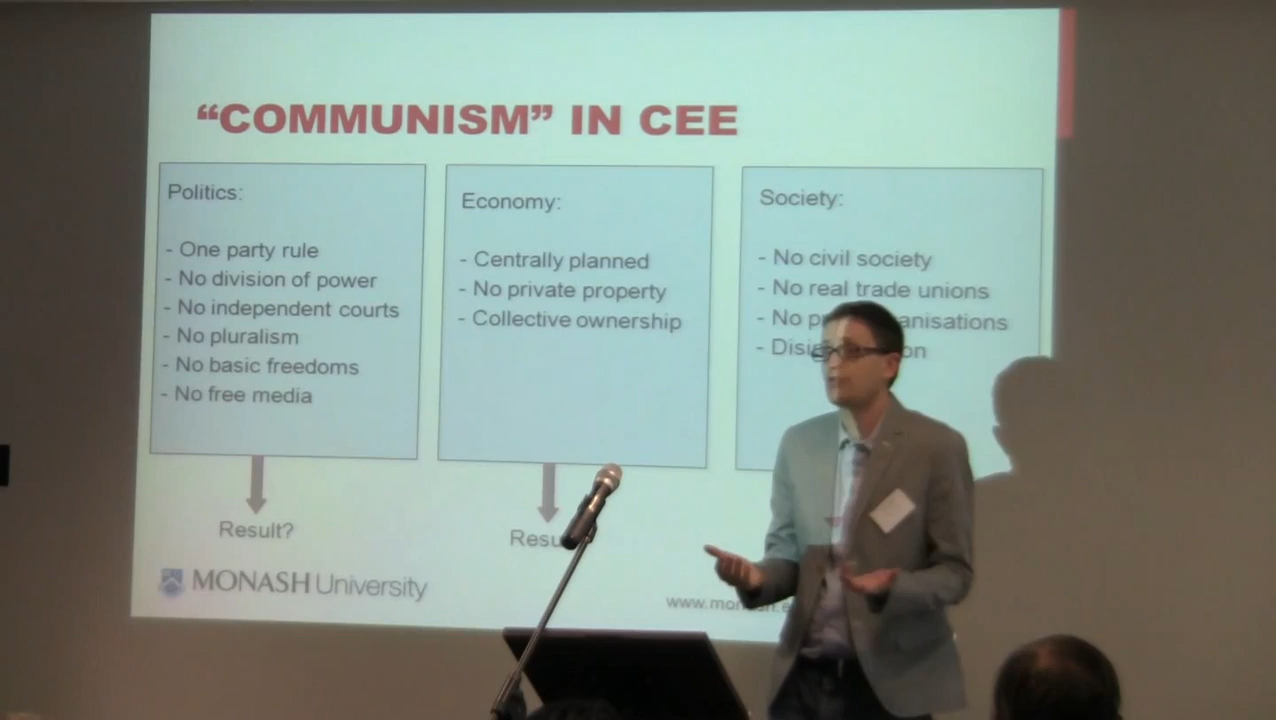 “COMMUNISM” IN CEE
Politics:
- One party rule
- No division of power
- No independent courts
- No pluralism
- No basic freedoms
- No free media
Result?
Economy:
- Centrally planned
- No private property
- Collective ownership
Society:
- No civil society
- No real trade unions
- No
-
MONASH University